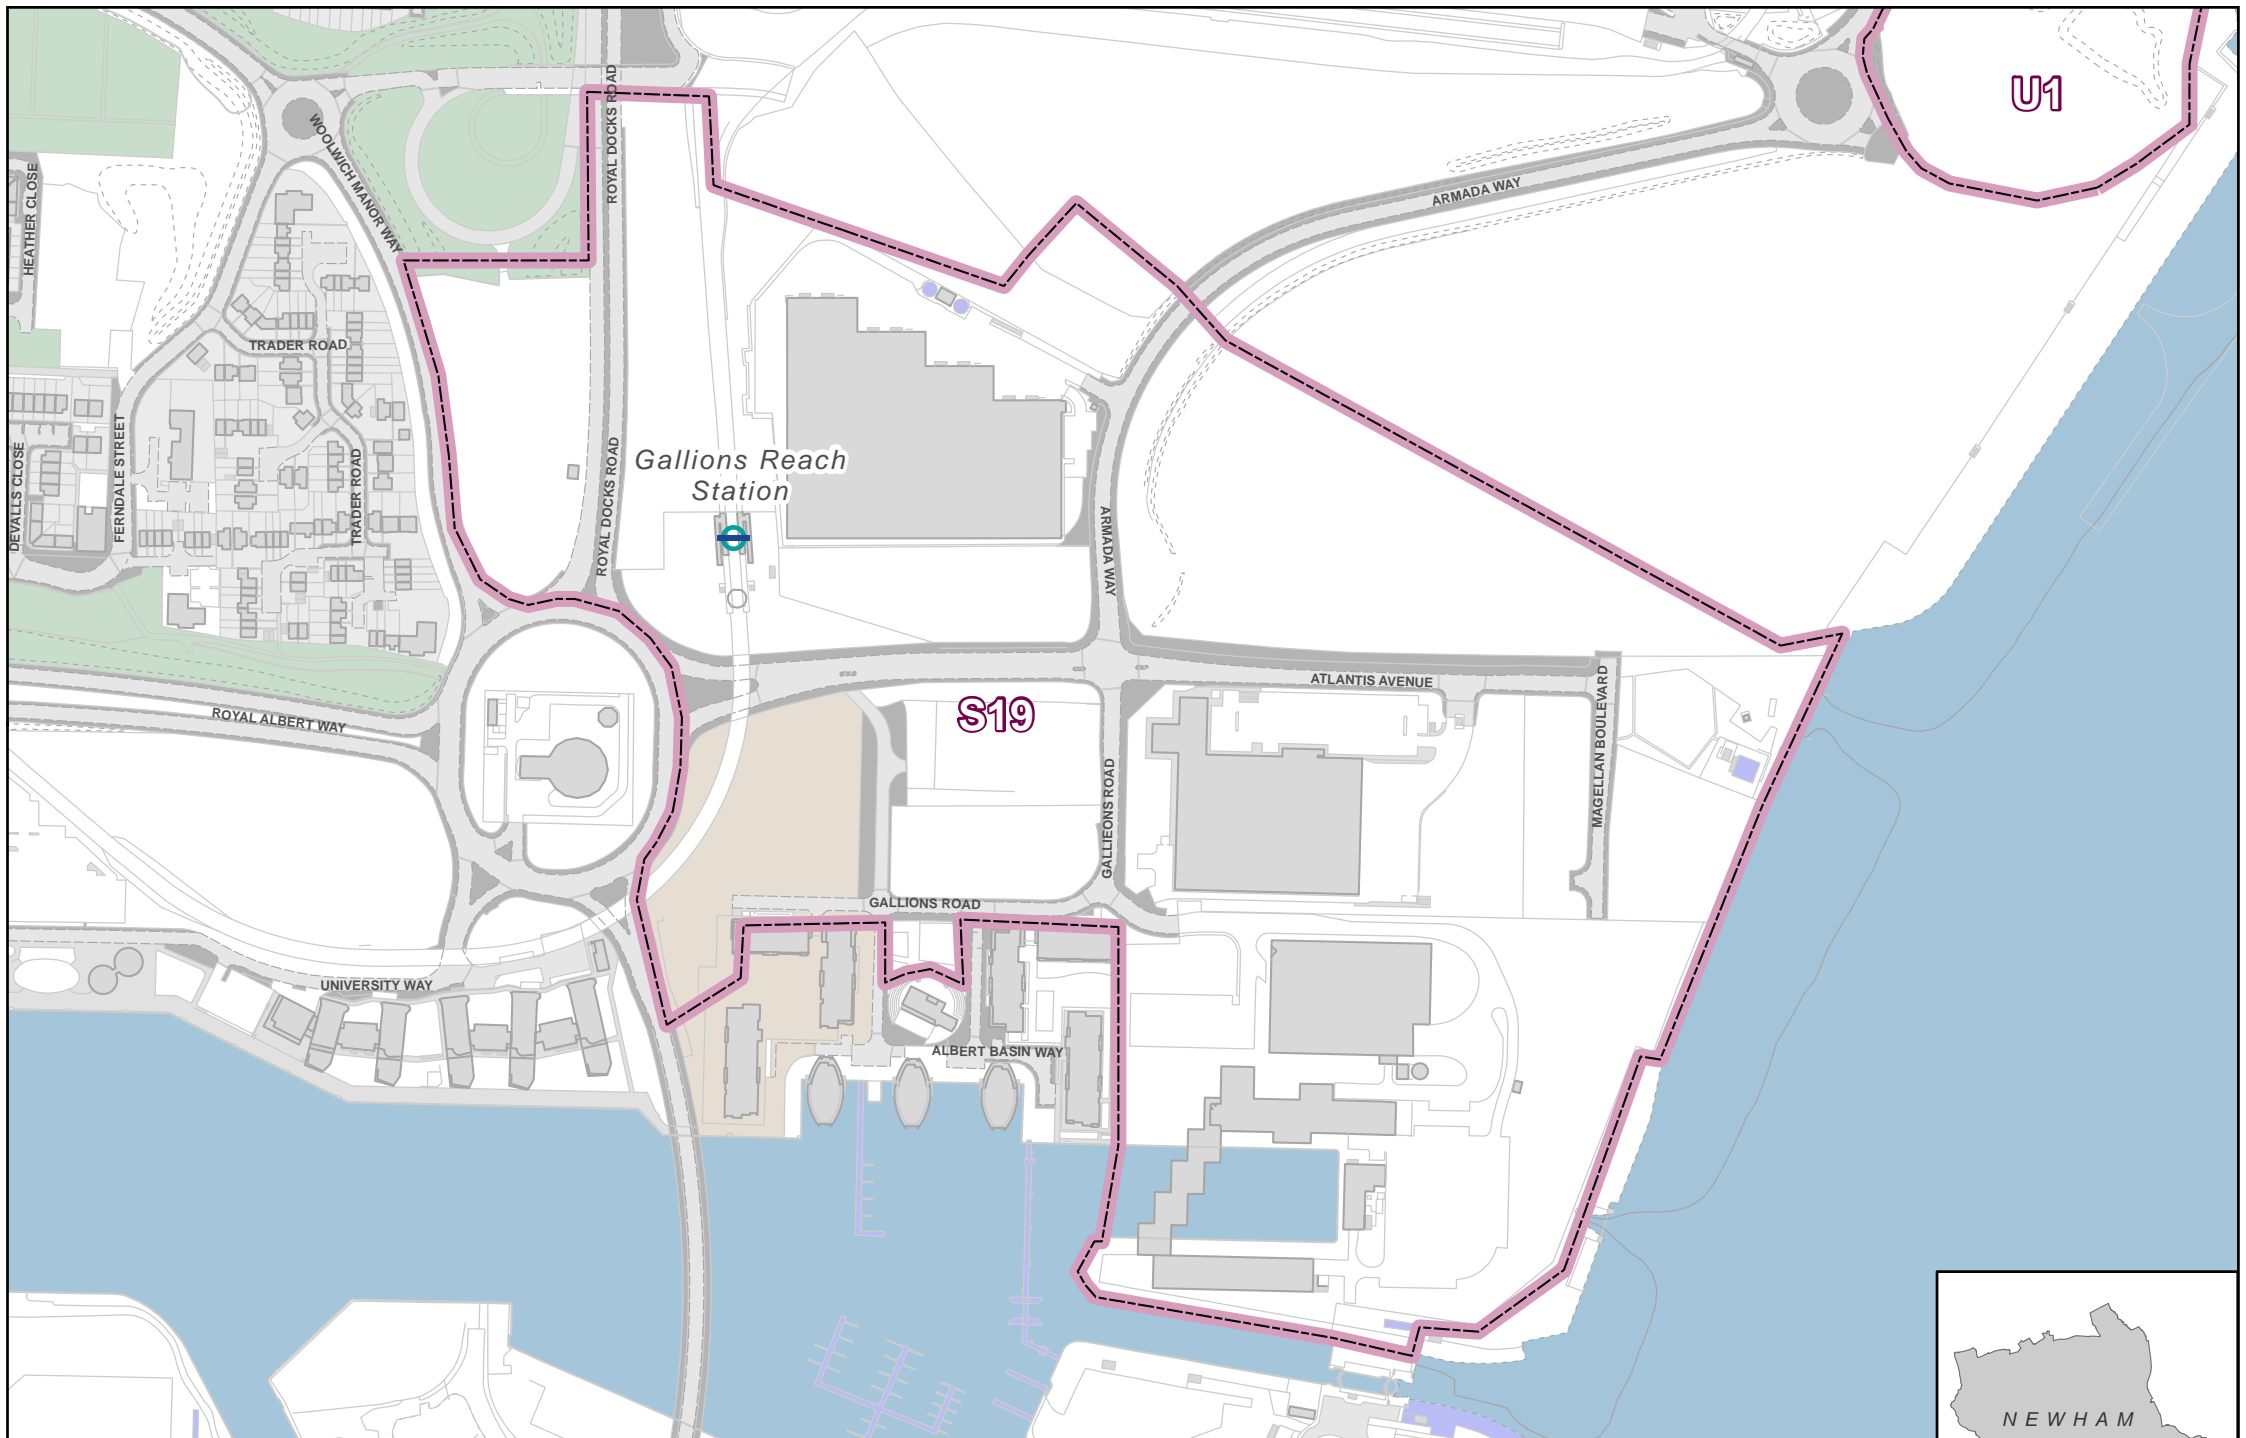 U1
WOOLWICH MANOR WAY
ROYAL DOCKS ROAD
HEATHER CLOSE
ARMADA WAY
TRADER ROAD
Gallions Reach
Station
DEVALLS CLOSE
FERNDALE STREET
TRADER ROAD
ROYAL DOCKS ROAD
ARMADA WAY
S19
ATLANTIS AVENUE
MAGELLAN BOULEVARD
ROYAL ALBERT WAY
GALLIEONS ROAD
GALLIONS ROAD
UNIVERSITY WAY
ALBERT BASIN WAY
NEWHAM